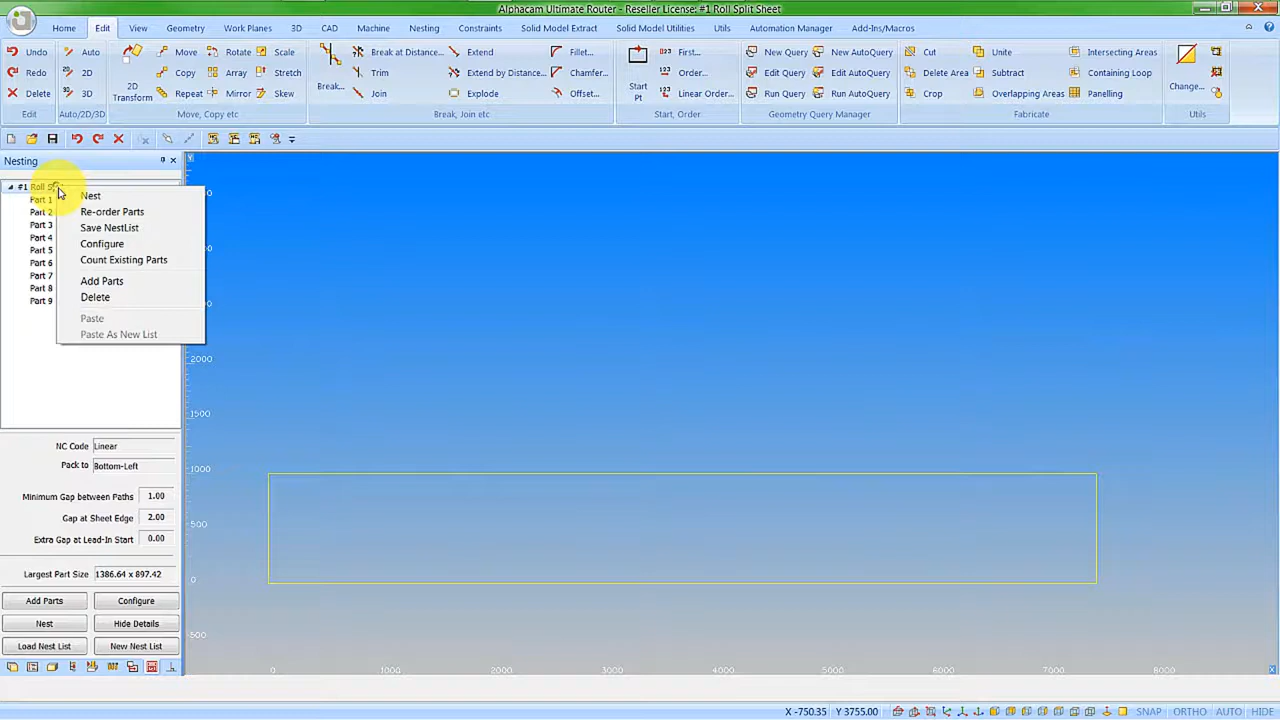 Alphacam Ultimate Router - Reseller License: #1 Roll Split Sheet
Home Edit View Geometry Work Planes 3D CAD Machine Nesting Constraints Solid Model Extract Solid Model Utilities Utils Automation Manager Add-Ins/Macros
Undo Auto Move Rotate Scale Break at Distance... Extend Fillet... First... New Query New AutoQuery Cut Unite Intersecting Areas
Redo 2D Copy Array Stretch Trim Extend by Distance... Chamfer... Order... Edit Query Edit AutoQuery Delete Area Subtract Containing Loop
Delete 3D Repeat Mirror Skew Join Explode Offset... Linear Order... Run Query Run AutoQuery Crop Overlapping Areas Panelling
2D Transform Break... Start Pt Change...
Edit Auto/2D/3D Move, Copy etc Break, Join etc Start, Order Geometry Query Manager Fabricate Utils
Nesting
Y
#1 Roll
Part 1
Part 2
Part 3
Part 4
Part 5
Part 6
Part 7
Part 8
Part 9
Nest
Re-order Parts
Save NestList
Configure
Count Existing Parts
Add Parts
Delete
Paste
Paste As New List
2000
1500
1000
500
0
-500
0 1000 2000 3000 4000 5000 6000 7000 8000
X
NC Code Linear
Pack to Bottom-Left
Minimum Gap between Paths 1.00
Gap at Sheet Edge 2.00
Extra Gap at Lead-In Start 0.00
Largest Part Size 1386.64 x 897.42
Add Parts Configure
Nest Hide Details
Load Nest List New Nest List
X -750.35 Y 3755.00 SNAP ORTHO AUTO HIDE